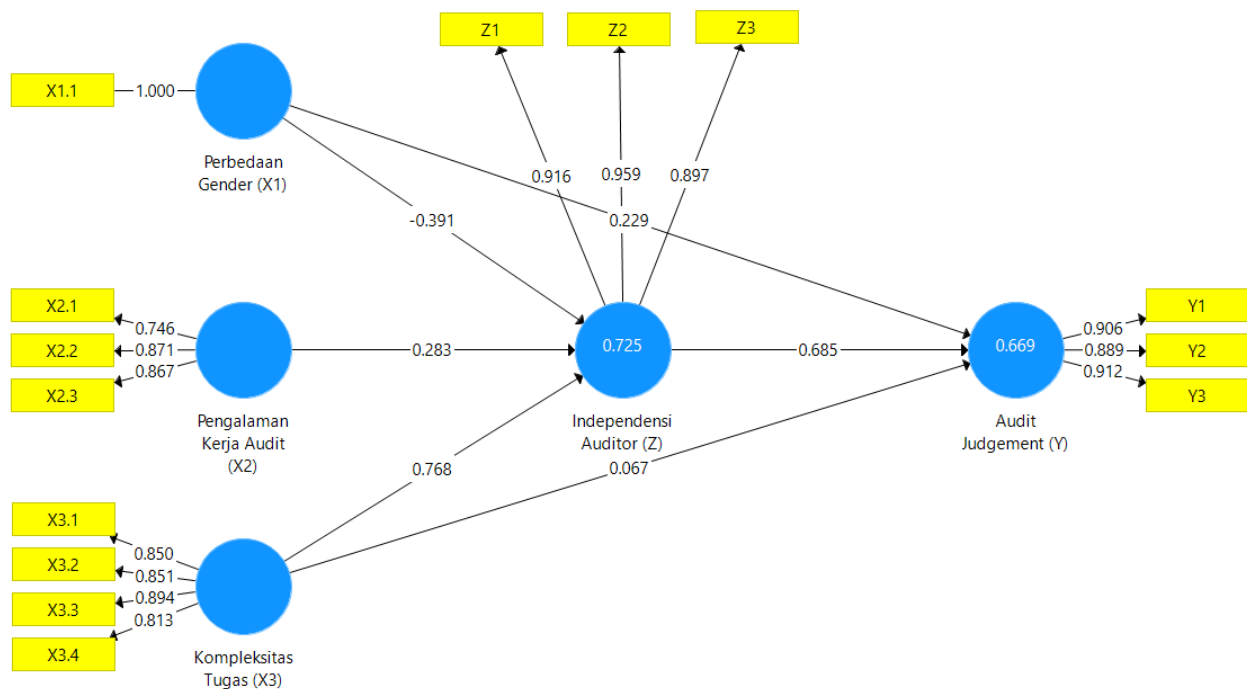 Z1
Z2
Z3
X1.1
1.000
Perbedaan
Gender (X1)
0.916
0.959
0.897
-0.391
0.229
X2.1
X2.2
X2.3
0.746
0.871
0.867
0.283
0.725
0.685
0.669
0.906
0.889
0.912
Y1
Y2
Y3
Pengalaman
Kerja Audit
(X2)
Independensi
Auditor (Z)
Audit
Judgement (Y)
0.768
0.067
X3.1
X3.2
X3.3
X3.4
0.850
0.851
0.894
0.813
Kompleksitas
Tugas (X3)